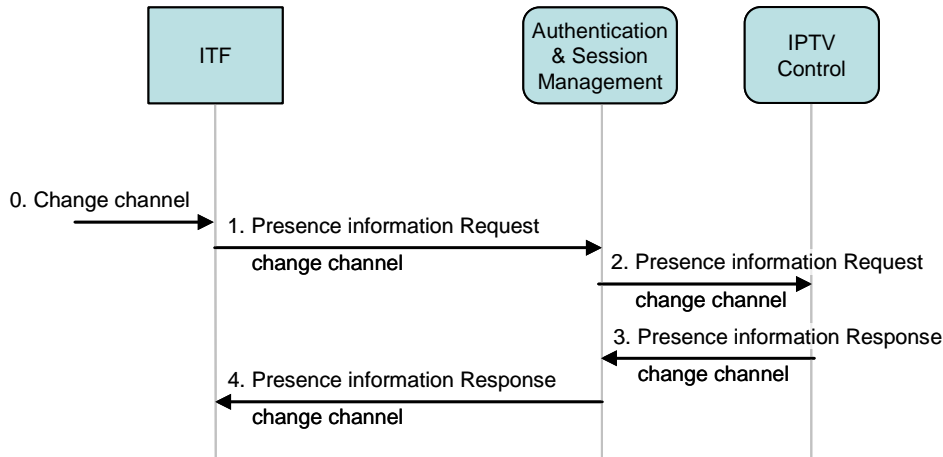 ITF
Authentication
& Session
Management
IPTV
Control
0. Change channel
1. Presence information Request
change channel
2. Presence information Request
change channel
3. Presence information Response
change channel
4. Presence information Response
change channel